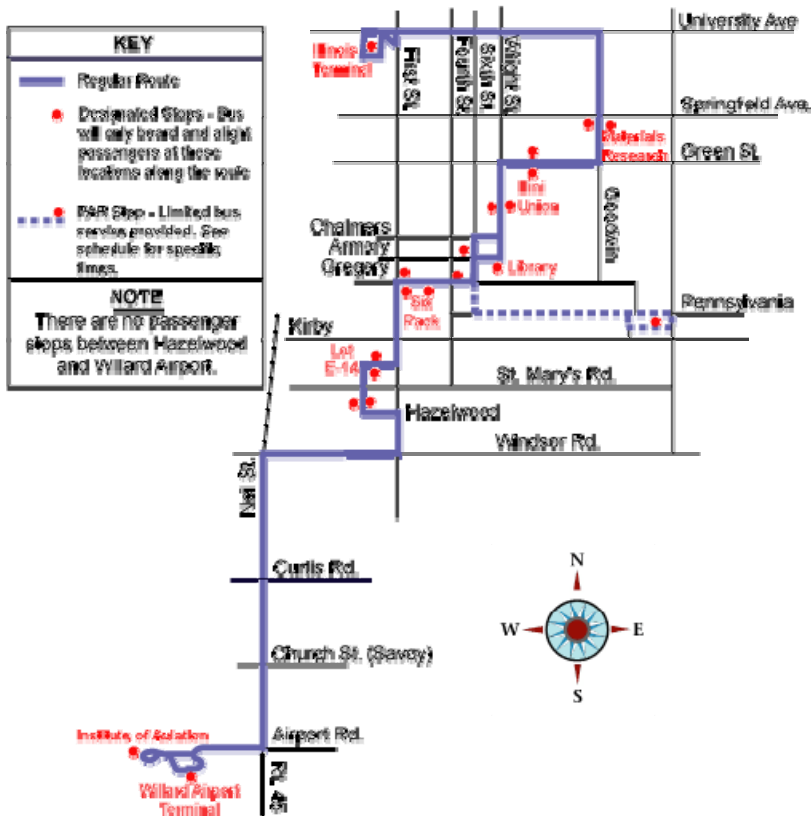 KEY
Regular Route
Designated Stops - Bus
will only board and alight
passengers at these
locations along the route
PAR Stop - Limited bus
service provided. See
schedule for specific
times.
NOTE
There are no passenger
stops between Hazelwood
and Willard Airport.
University Ave
Illinois
Terminal
First St.
Fourth St.
Sixth St.
Wright St.
Springfield Ave.
Materials
Research
Green St.
Illini
Union
Goodwin
Chalmers
Armory
Gregory
Library
Six
Pack
Pennsylvania
Kirby
Lot
E-14
St. Mary's Rd.
Hazelwood
Windsor Rd.
Neil St.
Curtis Rd.
N
W
E
S
Church St. (Savoy)
Institute of Aviation
Airport Rd.
Willard Airport
Terminal
Rt. 45